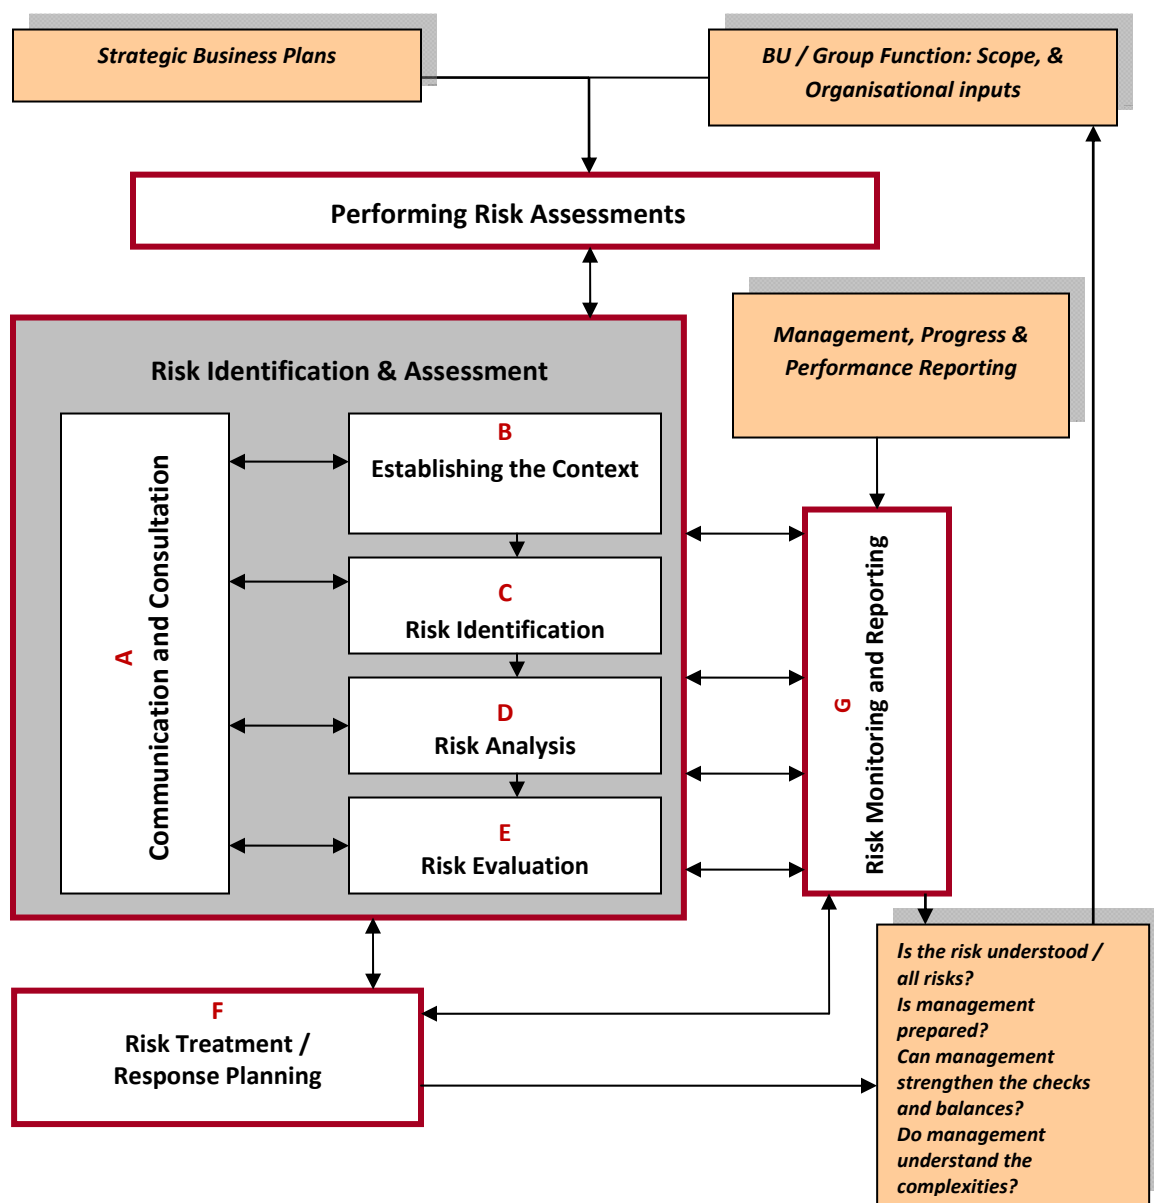 Strategic Business Plans
BU / Group Function: Scope, &
Organisational inputs
Performing Risk Assessments
Management, Progress &
Performance Reporting
Risk Identification & Assessment
A
Communication and Consultation
B
Establishing the Context
C
Risk Identification
D
Risk Analysis
E
Risk Evaluation
G
Risk Monitoring and Reporting
F
Risk Treatment /
Response Planning
Is the risk understood /
all risks?
Is management
prepared?
Can management
strengthen the checks
and balances?
Do management
understand the
complexities?